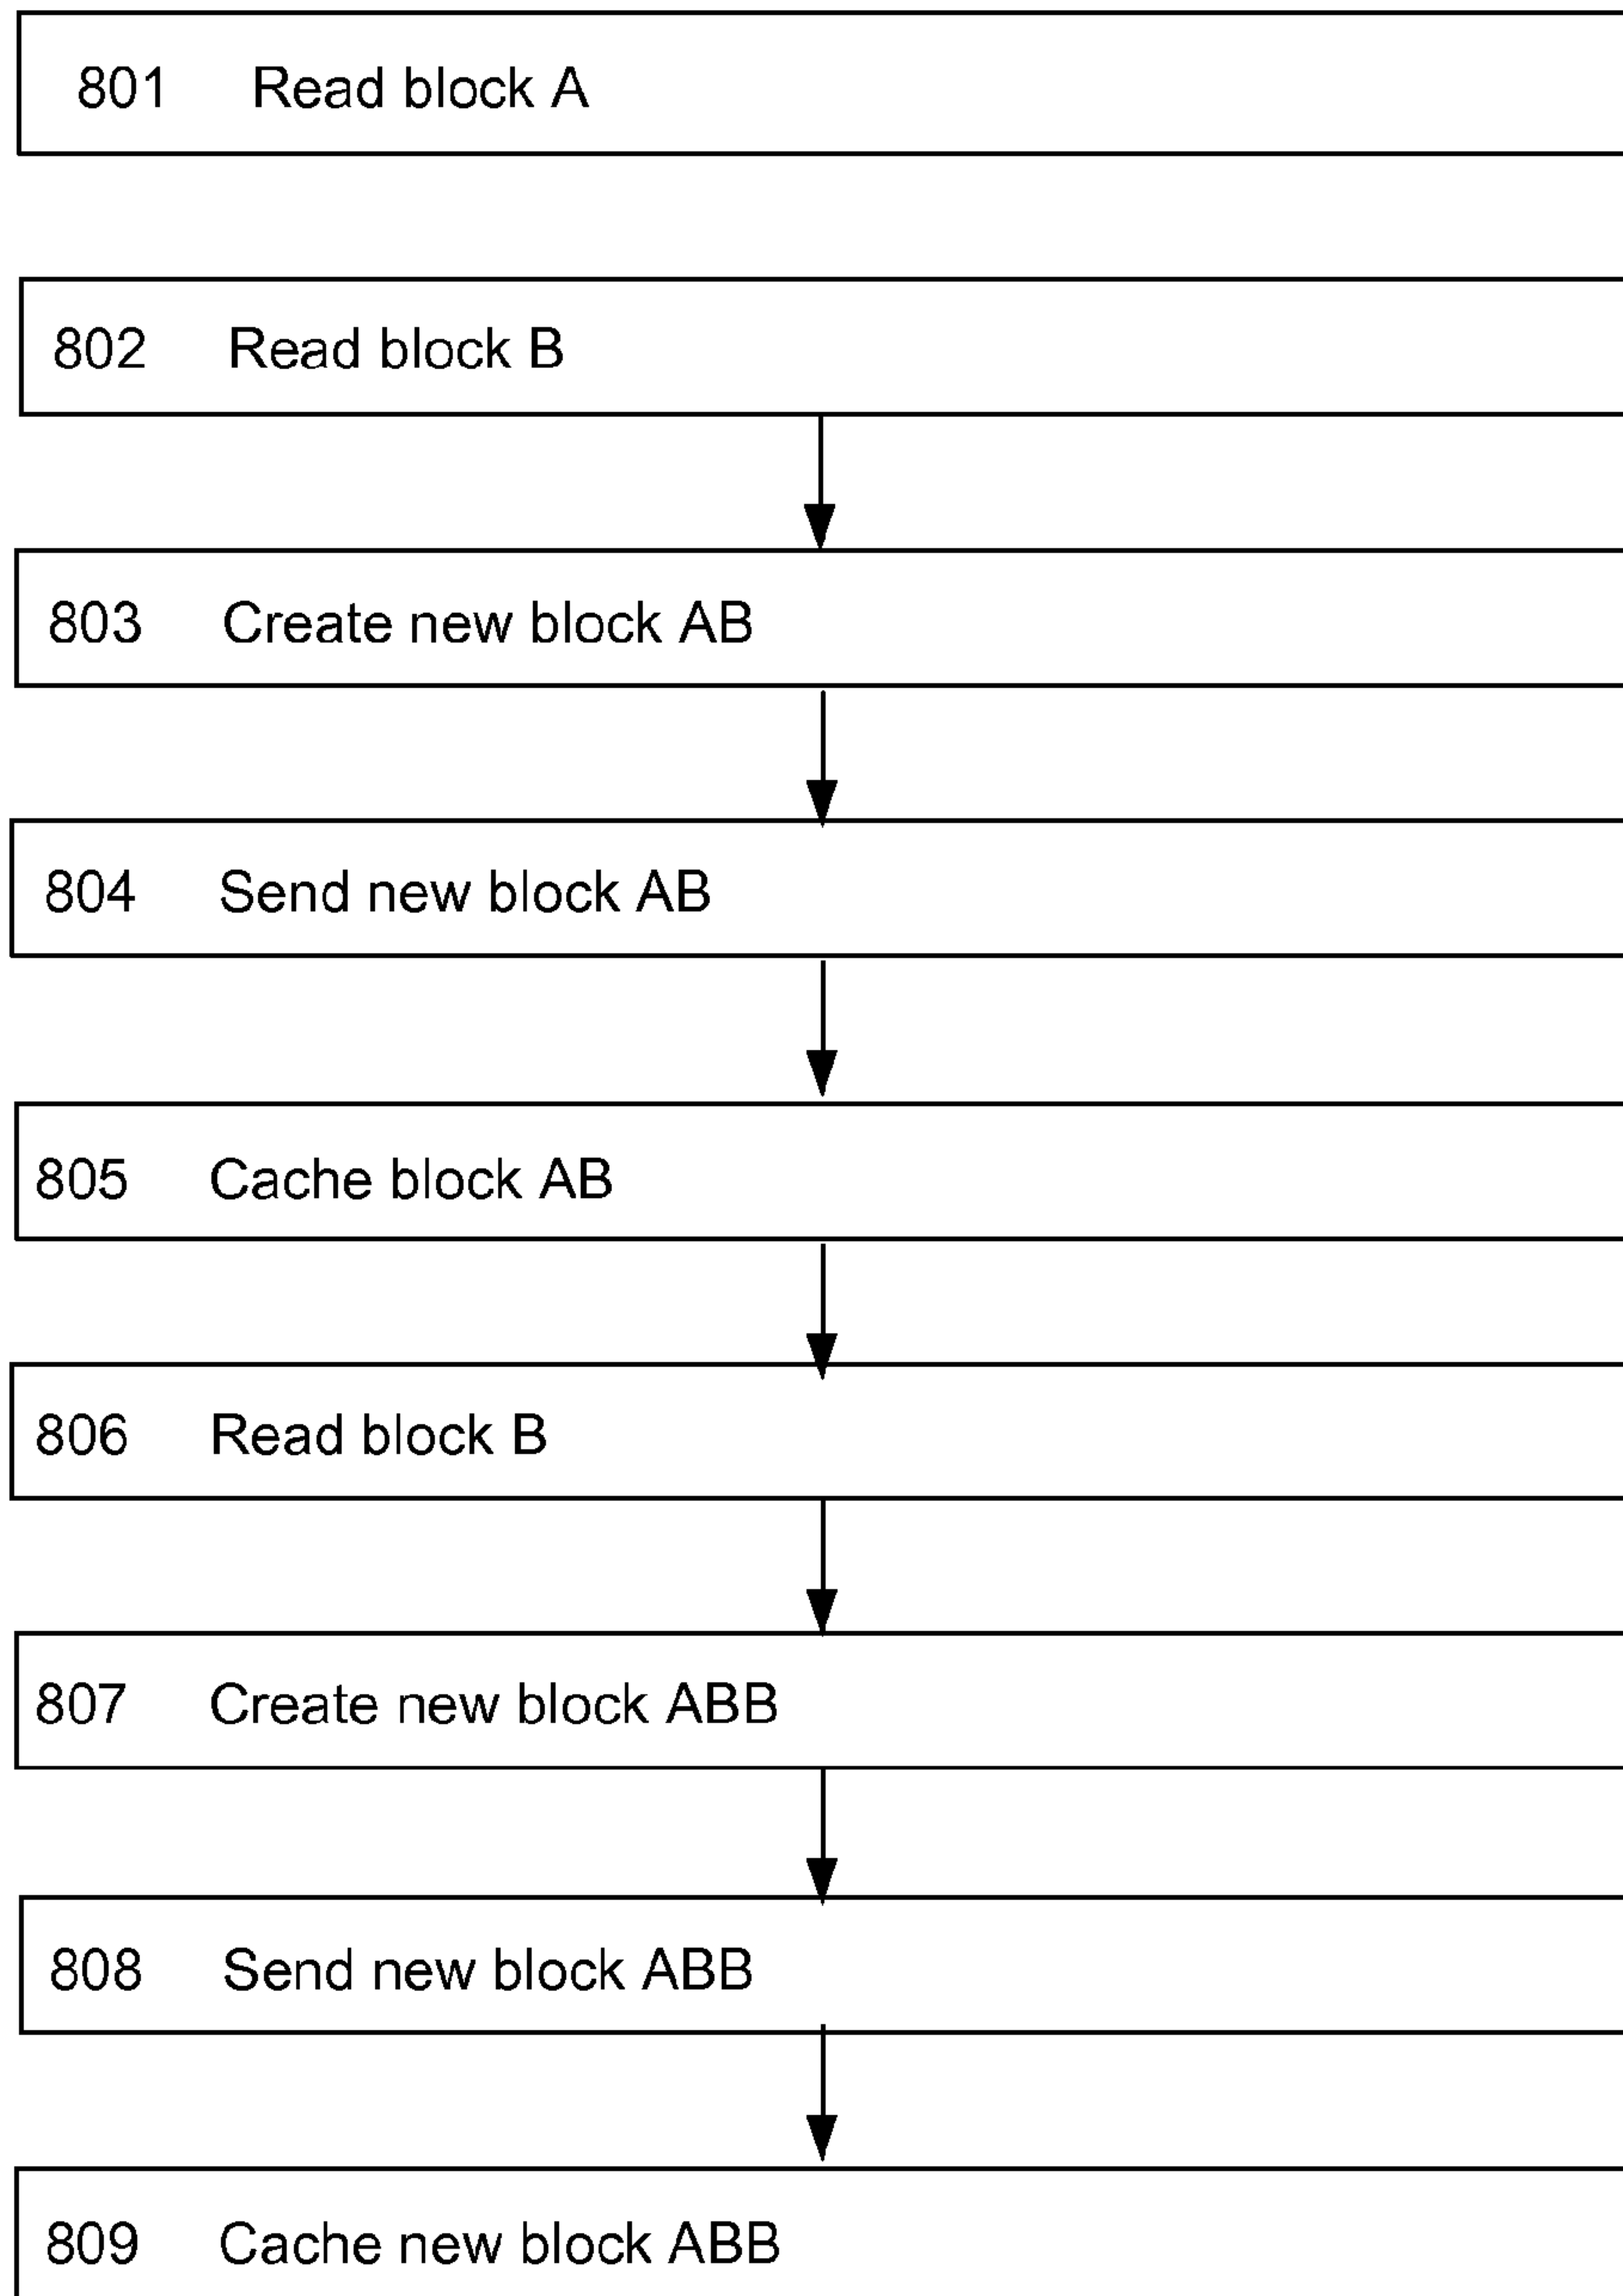 801 Read block A
802 Read block B
803 Create new block AB
804 Send new block AB
805 Cache block AB
806 Read block B
807 Create new block ABB
808 Send new block ABB
809 Cache new block ABB